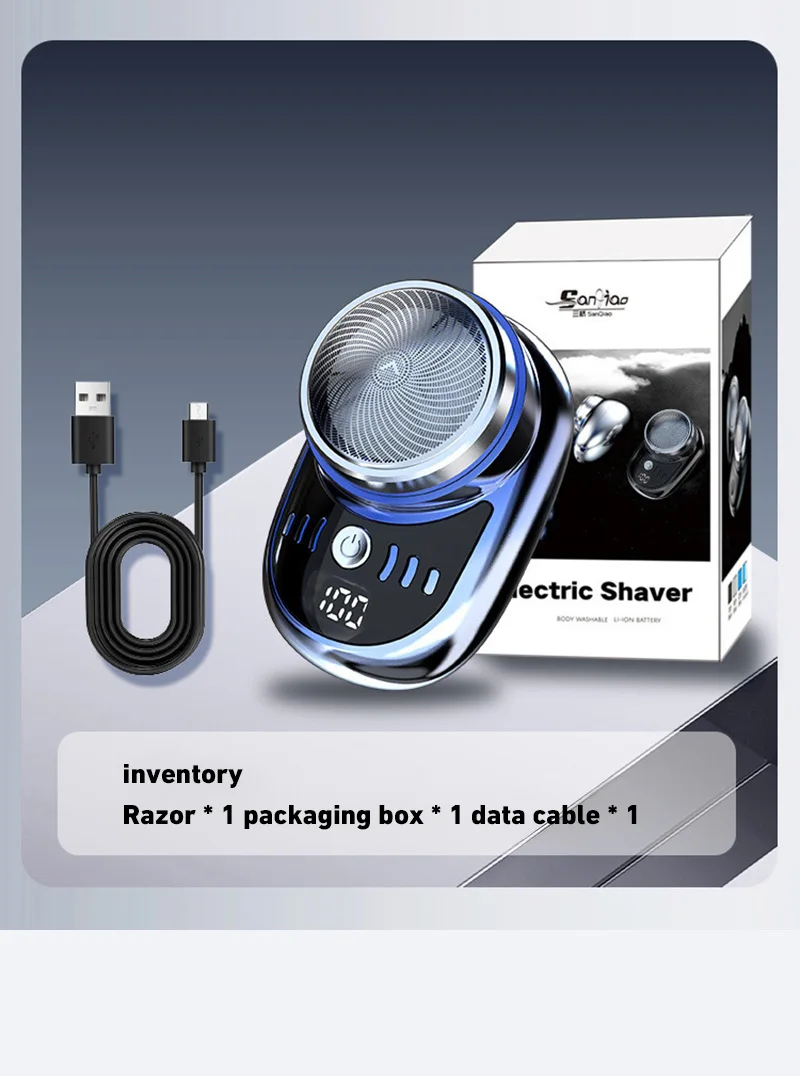 SanQiao
三桥 SanQiao
100
lectric Shaver
BODY WASHABLE LI-ION BATTERY
100
inventory
Razor * 1 packaging box * 1 data cable * 1